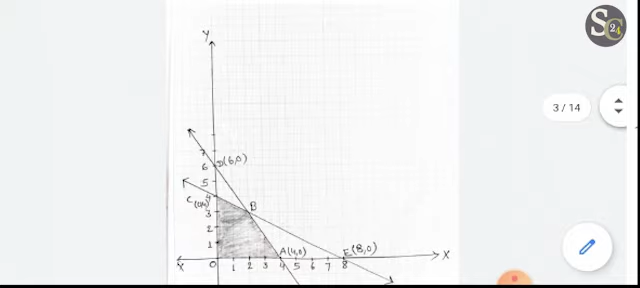 SC 24
Y
3 / 14
7
6 D(6,0)
5
C(0,4) 4
3 B
2
1 A(4,0) E(8,0)
X O 1 2 3 4 5 6 7 8 X